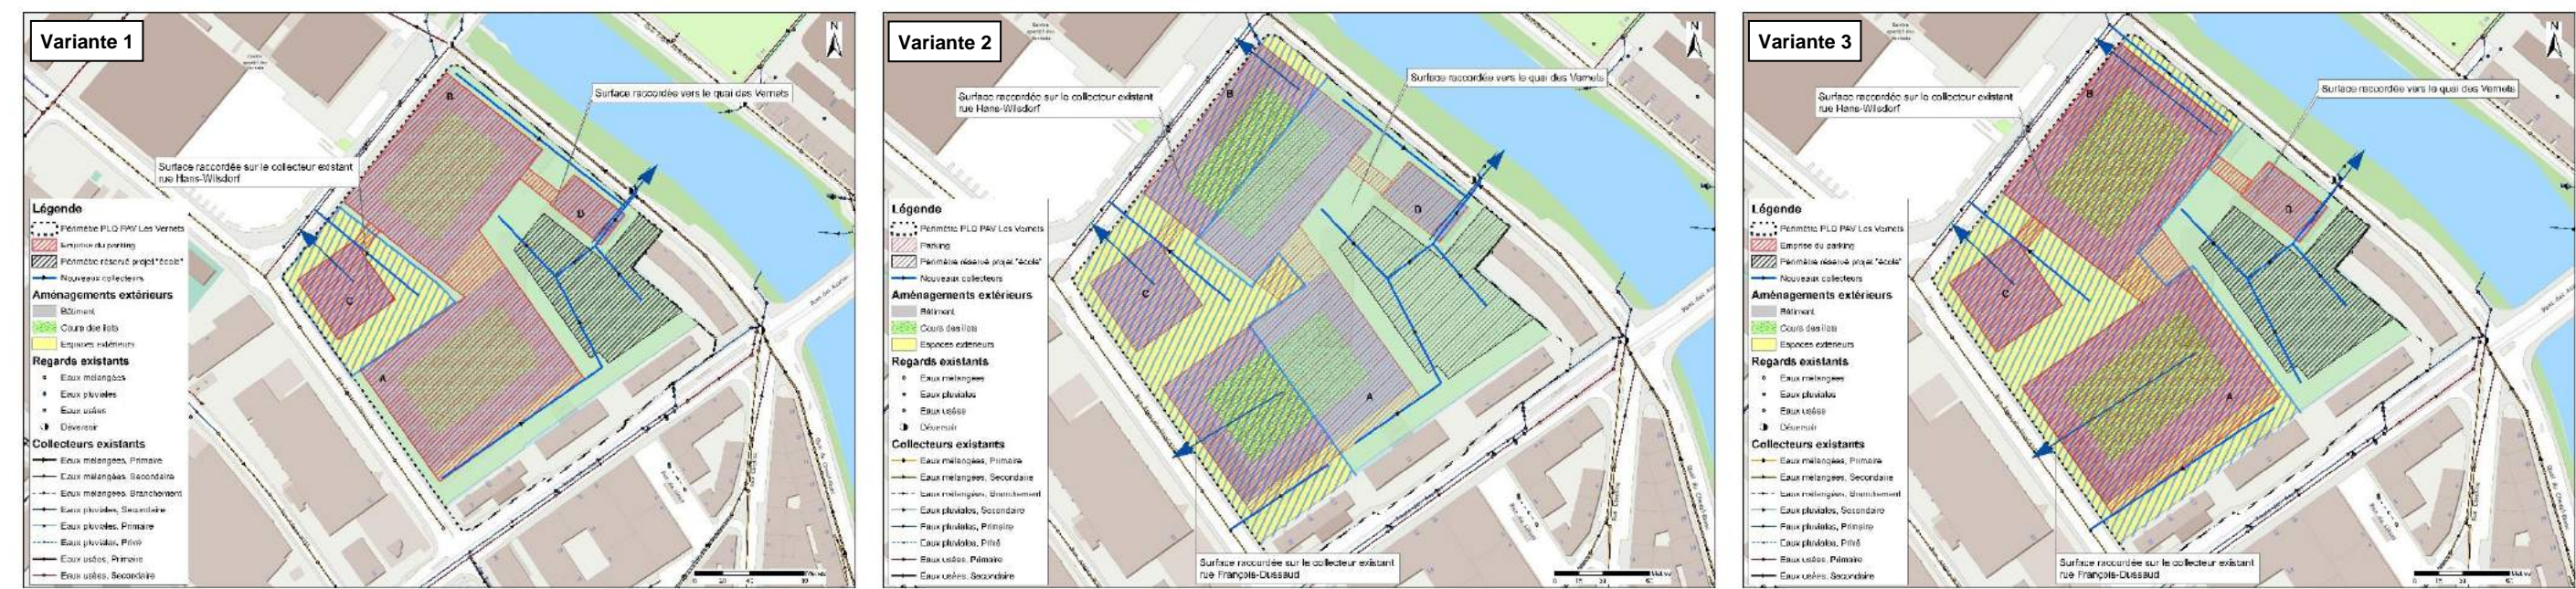 Variante 1
N
Surface raccordée vers le quai des Vernets
B
Surface raccordée sur le collecteur existant
rue Hans-Wilsdorf
D
C
A
Légende
Périmètre PLQ PAV Les Vernets
Emprise du parking
Périmètre réservé projet "école"
Nouveaux collecteurs
Aménagements extérieurs
Bâtiment
Cours des îlots
Espaces extérieurs
Regards existants
Eaux mélangées
Eaux pluviales
Eaux usées
Déversoir
Collecteurs existants
Eaux mélangées, Primaire
Eaux mélangées, Secondaire
Eaux mélangées, Branchement
Eaux pluviales, Secondaire
Eaux pluviales, Primaire
Eaux pluviales, Privé
Eaux usées, Primaire
Eaux usées, Secondaire
Variante 2
N
Surface raccordée vers le quai des Vernets
B
Surface raccordée sur le collecteur existant
rue Hans-Wilsdorf
D
C
A
Légende
Périmètre PLQ PAV Les Vernets
Parking
Périmètre réservé projet "école"
Nouveaux collecteurs
Aménagements extérieurs
Bâtiment
Cours des îlots
Espaces extérieurs
Regards existants
Eaux mélangées
Eaux pluviales
Eaux usées
Déversoir
Collecteurs existants
Eaux mélangées, Primaire
Eaux mélangées, Secondaire
Eaux mélangées, Branchement
Eaux pluviales, Secondaire
Eaux pluviales, Primaire
Eaux pluviales, Privé
Eaux usées, Primaire
Eaux usées, Secondaire
Surface raccordée sur le collecteur existant
rue François-Dussaud
Variante 3
N
Surface raccordée vers le quai des Vernets
B
Surface raccordée sur le collecteur existant
rue Hans-Wilsdorf
D
C
A
Légende
Périmètre PLQ PAV Les Vernets
Emprise du parking
Périmètre réservé projet "école"
Nouveaux collecteurs
Aménagements extérieurs
Bâtiment
Cours des îlots
Espaces extérieurs
Regards existants
Eaux mélangées
Eaux pluviales
Eaux usées
Déversoir
Collecteurs existants
Eaux mélangées, Primaire
Eaux mélangées, Secondaire
Eaux mélangées, Branchement
Eaux pluviales, Secondaire
Eaux pluviales, Primaire
Eaux pluviales, Privé
Eaux usées, Primaire
Eaux usées, Secondaire
Surface raccordée sur le collecteur existant
rue François-Dussaud